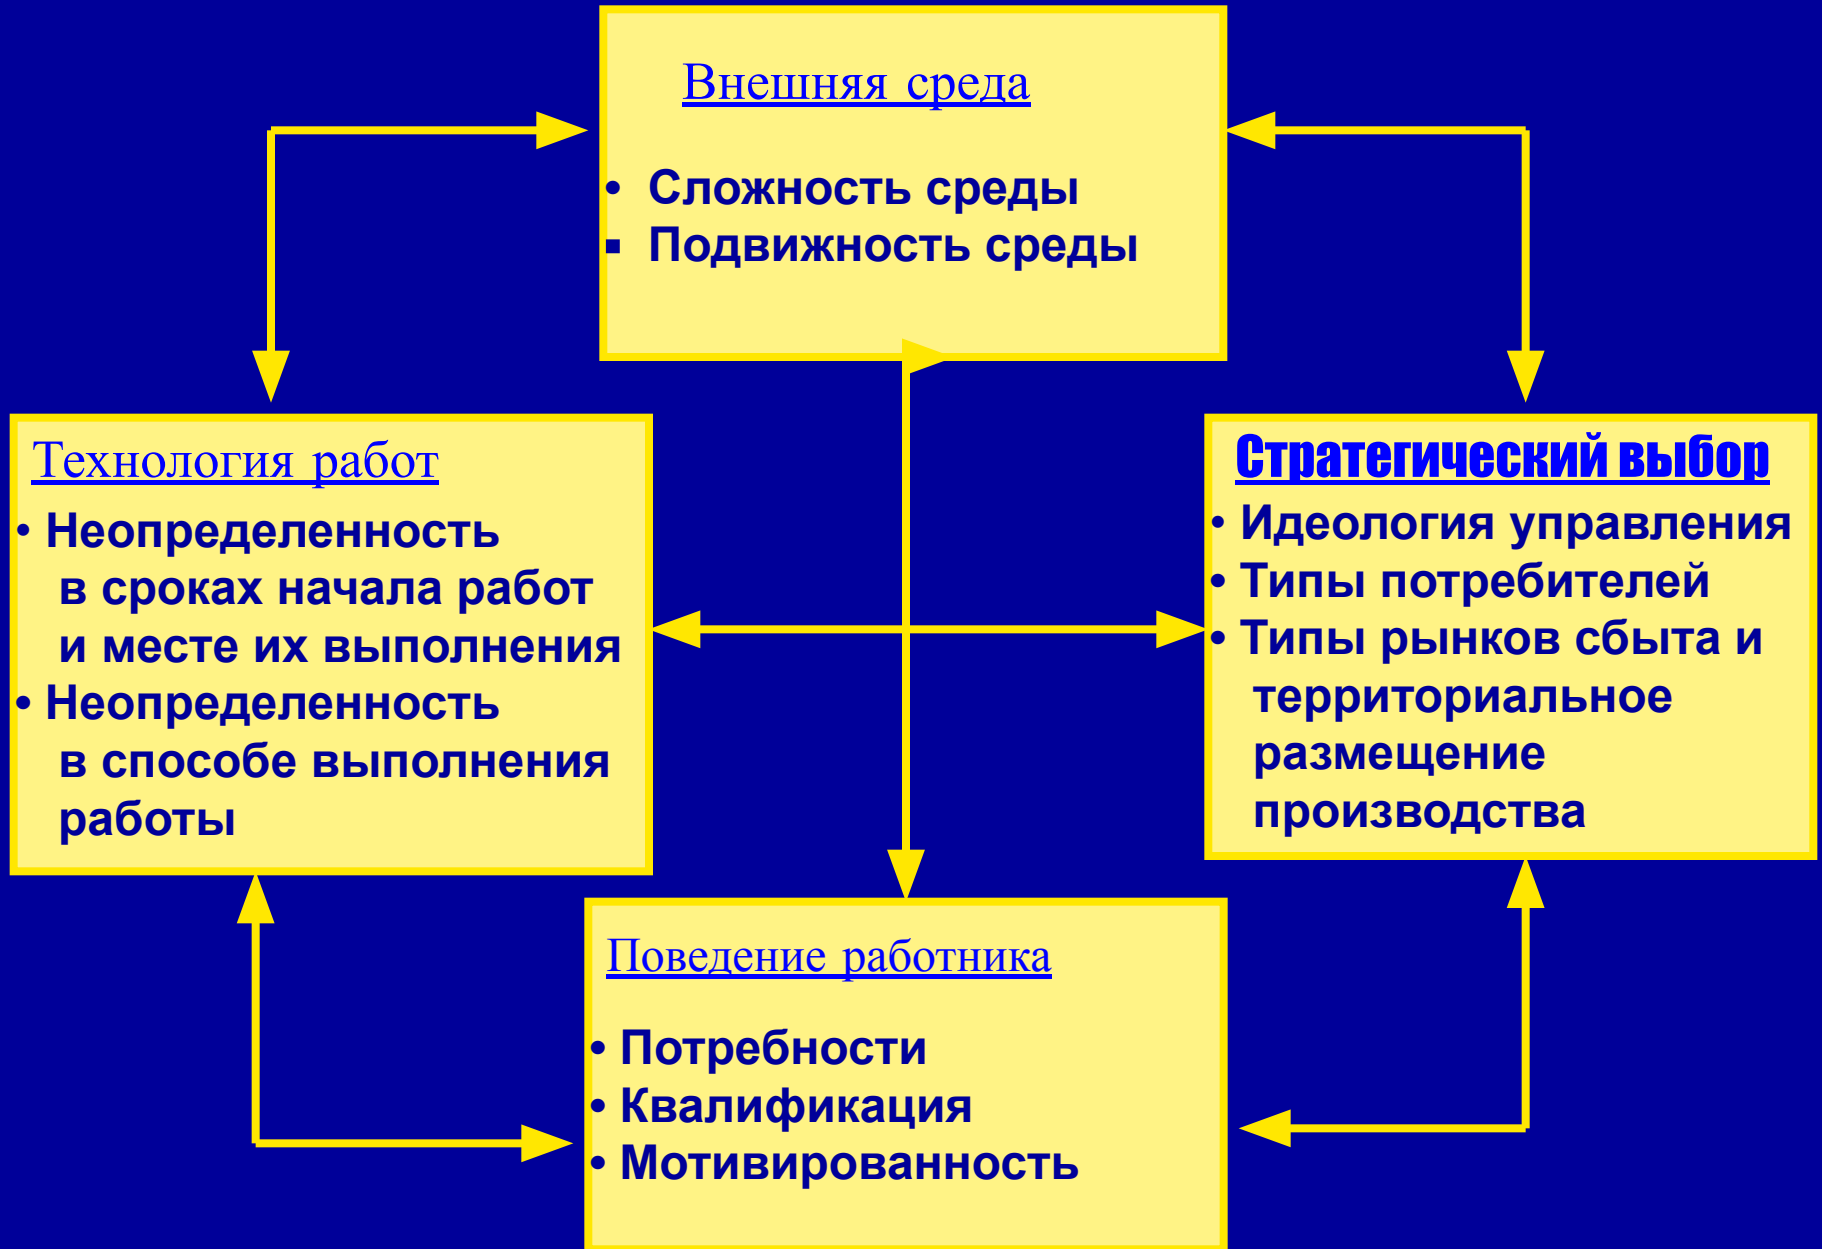 Внешняя среда
• Сложность среды
▪ Подвижность среды
Технология работ
• Неопределенность
в сроках начала работ
и месте их выполнения
• Неопределенность
в способе выполнения
работы
Стратегический выбор
• Идеология управления
• Типы потребителей
• Типы рынков сбыта и
территориальное
размещение
производства
Поведение работника
• Потребности
• Квалификация
• Мотивированность